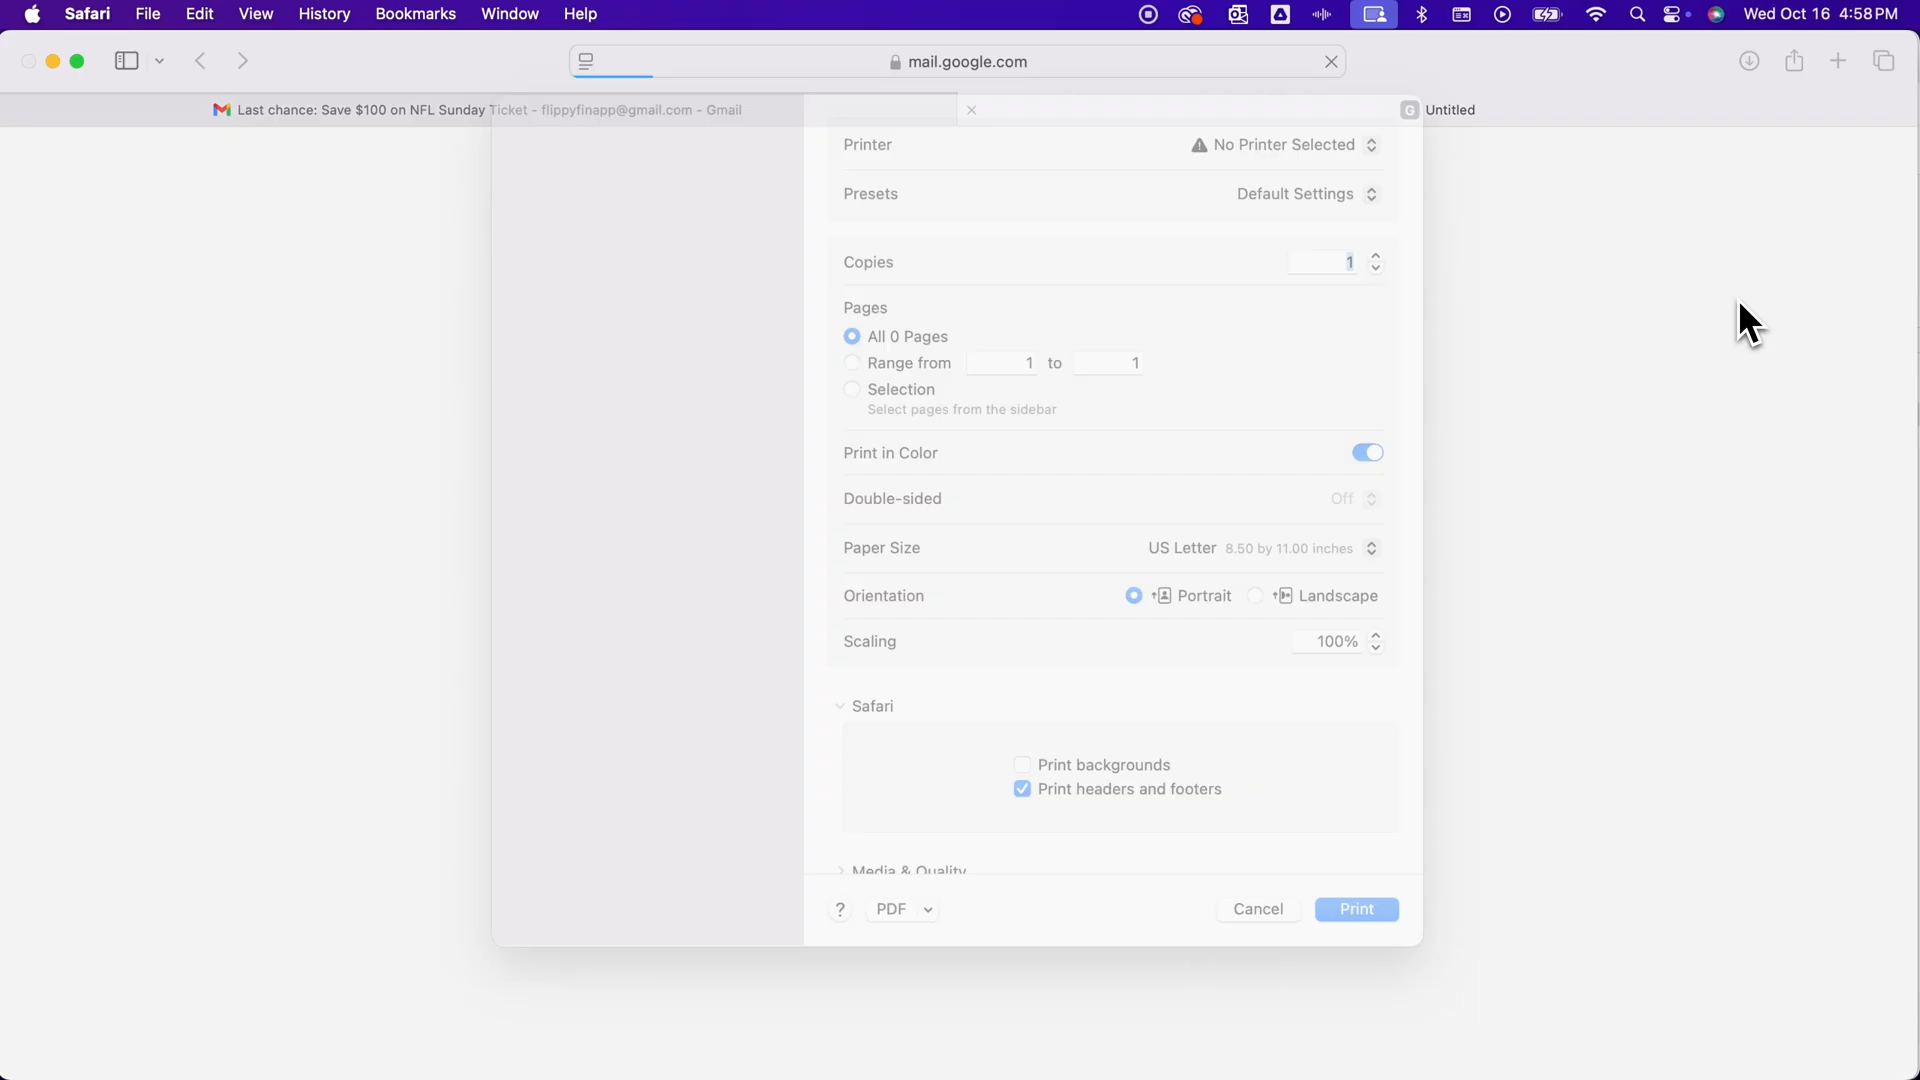 Safari File Edit View History Bookmarks Window Help Wed Oct 16 4:58 PM
mail.google.com
Last chance: Save $100 on NFL Sunday Ticket - flippyfinapp@gmail.com - Gmail
G Untitled
Printer No Printer Selected
Presets Default Settings
Copies 1
Pages
All 0 Pages
Range from 1 to 1
Selection
Select pages from the sidebar
Print in Color
Double-sided Off
Paper Size US Letter 8.50 by 11.00 inches
Orientation Portrait Landscape
Scaling 100%
Safari
Print backgrounds
Print headers and footers
Media & Quality
? PDF Cancel Print